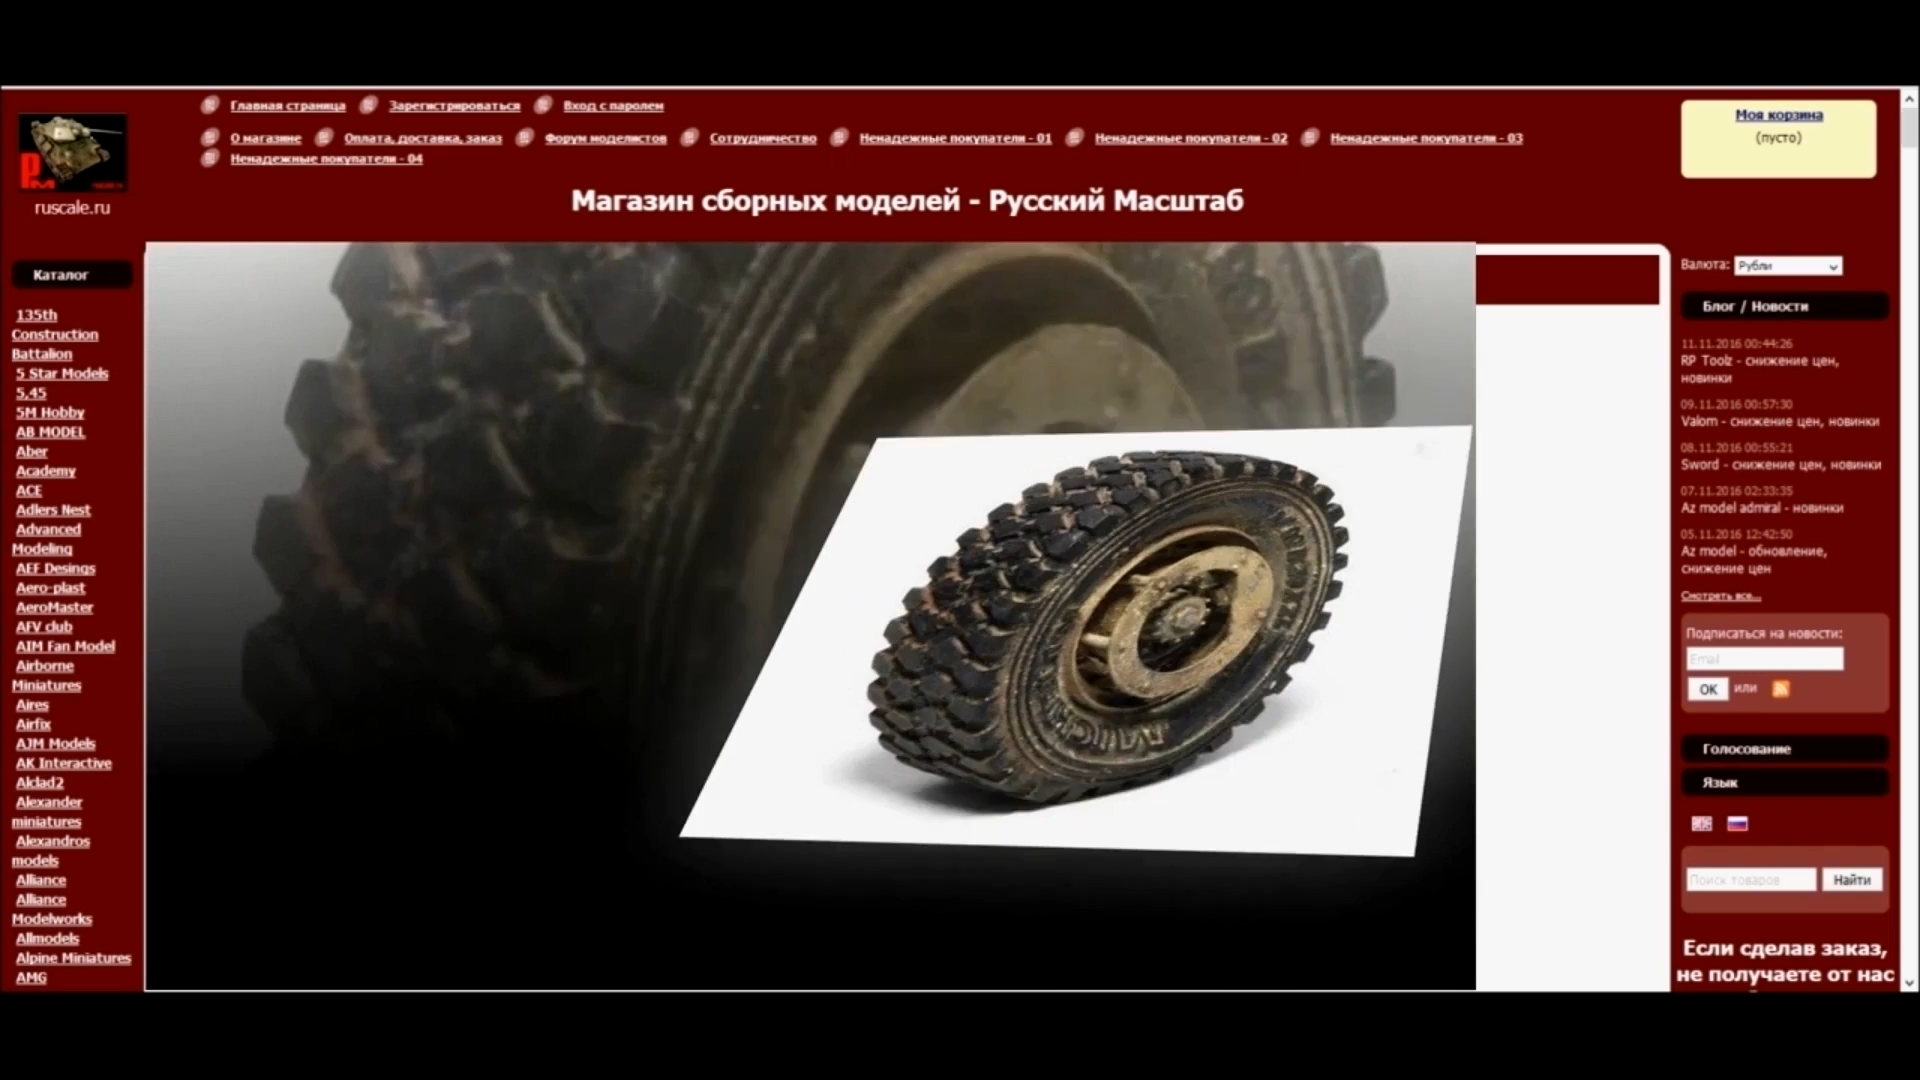 Главная страница
Зарегистрироваться
Вход с паролем
О магазине
Оплата, доставка, заказ
Форум моделистов
Сотрудничество
Ненадежные покупатели - 01
Ненадежные покупатели - 02
Ненадежные покупатели - 03
Ненадежные покупатели - 04
Моя корзина
(пусто)
РМ
ruscale.ru
Магазин сборных моделей - Русский Масштаб
Каталог
135th
Construction
Battalion
5 Star Models
5,45
5M Hobby
AB MODEL
Aber
Academy
ACE
Adlers Nest
Advanced
Modeling
AEF Desings
Aero-plast
AeroMaster
AFV club
AIM Fan Model
Airborne
Miniatures
Aires
Airfix
AJM Models
AK Interactive
Alclad2
Alexander
miniatures
Alexandros
models
Alliance
Alliance
Modelworks
Allmodels
Alpine Miniatures
AMG
Валюта: Рубли
Блог / Новости
11.11.2016 00:44:26
RP Toolz - снижение цен,
новинки
09.11.2016 00:57:30
Valom - снижение цен, новинки
08.11.2016 00:55:21
Sword - снижение цен, новинки
07.11.2016 02:33:35
Az model admiral - новинки
05.11.2016 12:42:50
Az model - обновление,
снижение цен
Смотреть все...
Подписаться на новости:
Email
OK или
Голосование
Язык
Поиск товаров Найти
Если сделав заказ,
не получаете от нас